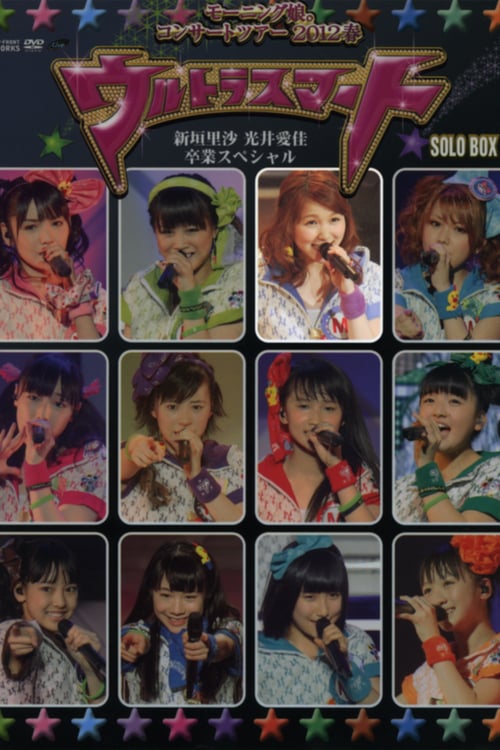 モーニング娘。
コンサートツアー 2012春
ウルトラスマート
新垣里沙 光井愛佳
卒業スペシャル
SOLO BOX
DVD
Live